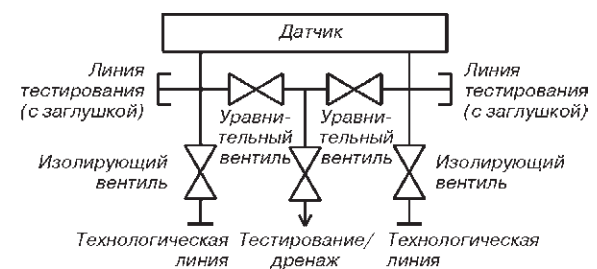 Датчик
Линия
тестирования
(с заглушкой)
Линия
тестирования
(с заглушкой)
Уравни-
тельный
вентиль
Уравни-
тельный
вентиль
Изолирующий
вентиль
Изолирующий
вентиль
Технологическая
линия
Тестирование/
дренаж
Технологическая
линия